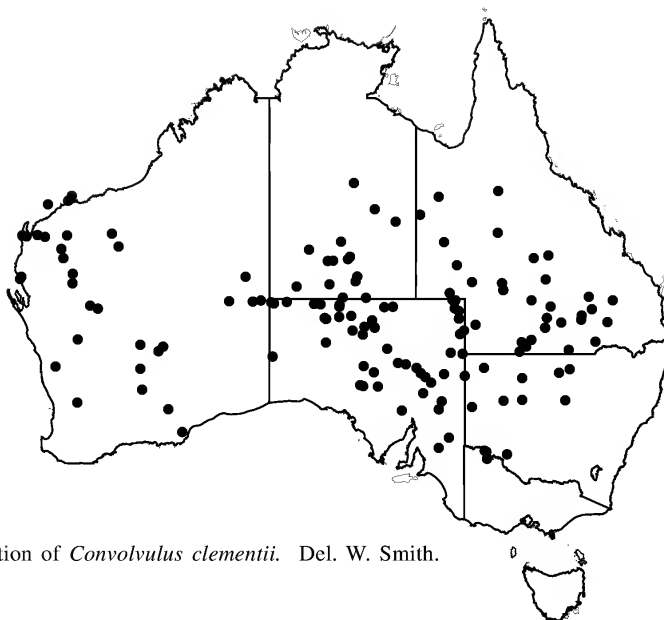 tion of Convolvulus clementii. Del. W. Smith.